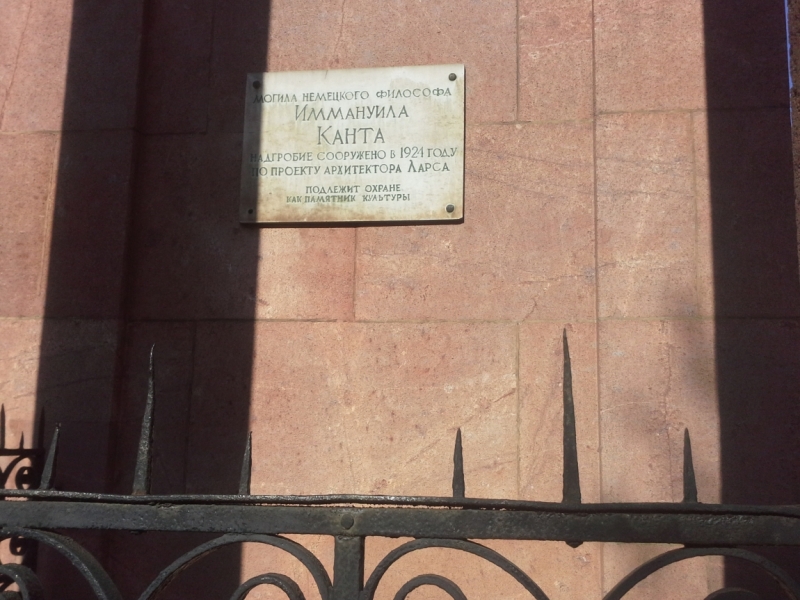 МОГИЛА НЕМЕЦКОГО ФИЛОСОФА
ИММАНУИЛА
КАНТА
НАДГРОБИЕ СООРУЖЕНО В 1924 ГОДУ
ПО ПРОЕКТУ АРХИТЕКТОРА ЛАРСА
ПОДЛЕЖИТ ОХРАНЕ
КАК ПАМЯТНИК КУЛЬТУРЫ